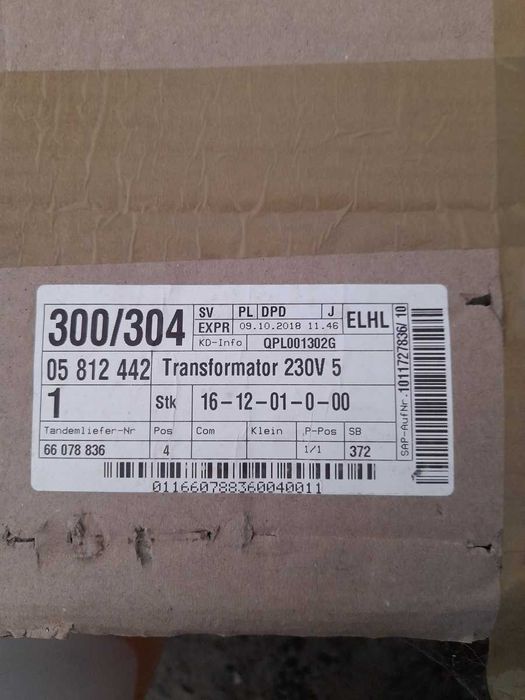 300/304 SV PL DPD J ELHL
EXPR 09.10.2018 11.46
KD-Info QPL001302G
05 812 442 Transformator 230V 5
1 Stk 16-12-01-0-00
Tandemliefer-Nr Pos Com Klein P-Pos SB
66 078 836 4 1/1 372
011660788360040011
SAP-AufNr. 1011727836/ 10